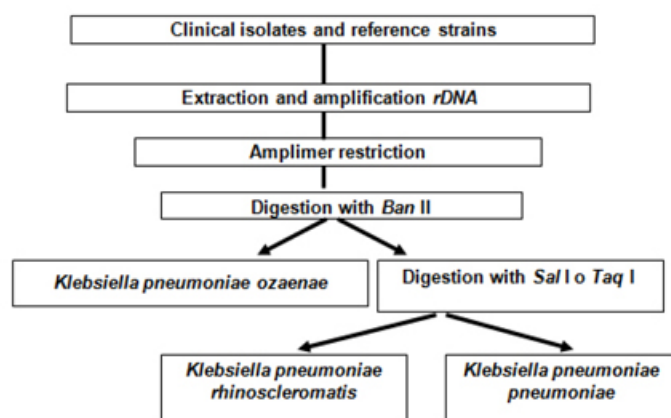 Clinical isolates and reference strains
Extraction and amplification rDNA
Amplimer restriction
Digestion with Ban II
Klebsiella pneumoniae ozaenae
Digestion with Sal I o Taq I
Klebsiella pneumoniae
rhinoscleromatis
Klebsiella pneumoniae
pneumoniae